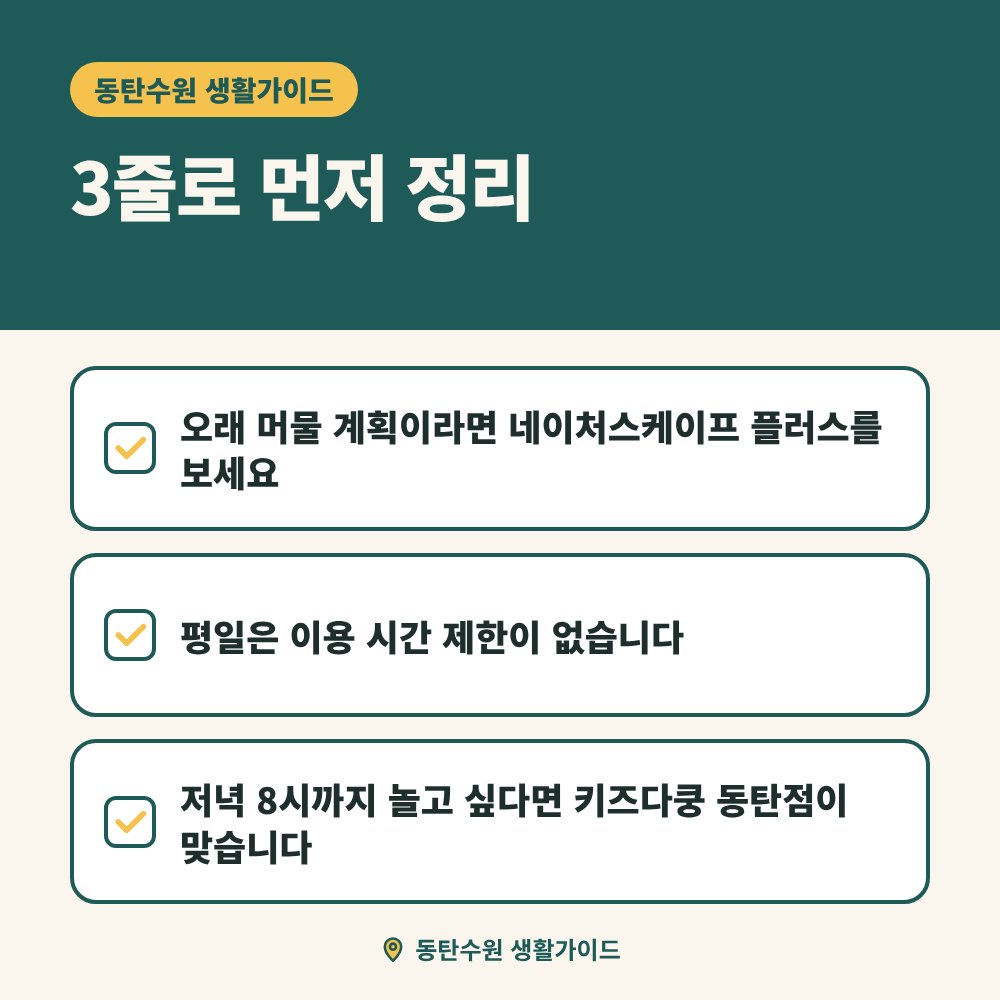 동탄수원 생활가이드
3줄로 먼저 정리
오래 머물 계획이라면 네이처스케이프 플러스를
보세요
평일은 이용 시간 제한이 없습니다
저녁 8시까지 놀고 싶다면 키즈다쿵 동탄점이
맞습니다
동탄수원 생활가이드